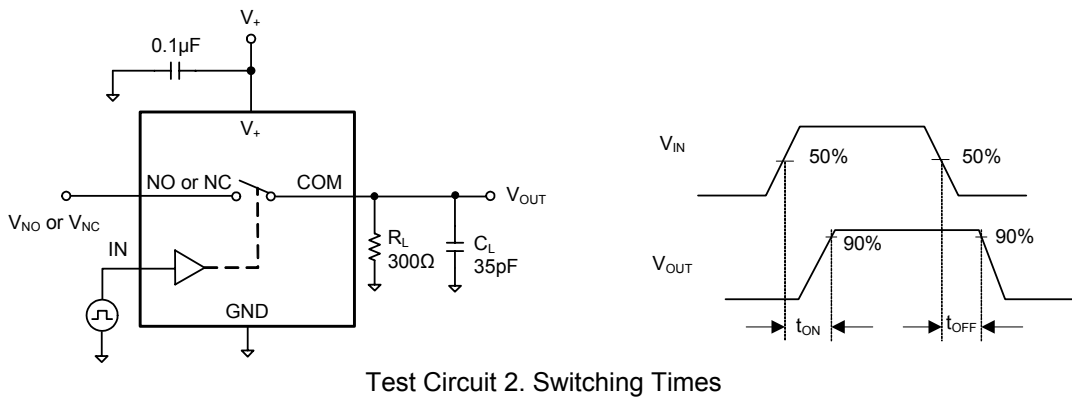 V+
0.1µF
V+
NO or NC
COM
VNO or VNC
VOUT
IN
RL
300Ω
CL
35pF
GND
VIN
50%
50%
VOUT
90%
90%
tON
tOFF
Test Circuit 2. Switching Times